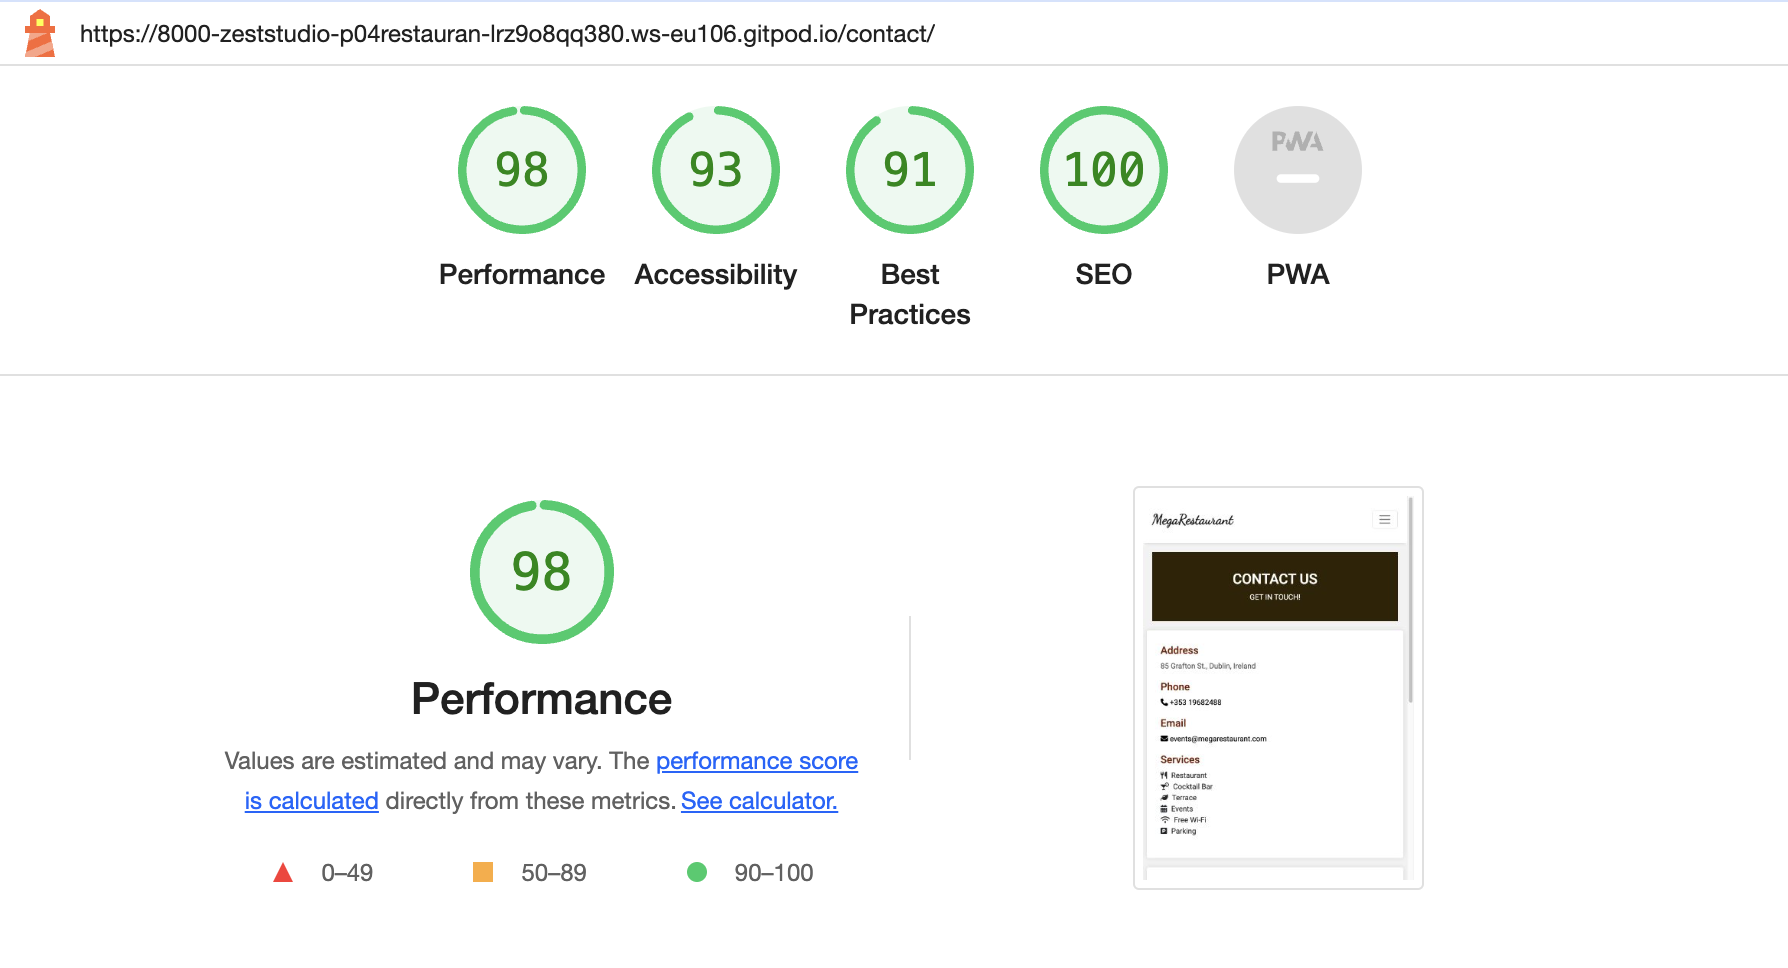 https://8000-zeststudio-p04restauran-lrz9o8qq380.ws-eu106.gitpod.io/contact/
98
93
91
100
PWA
Performance
Accessibility
Best
Practices
SEO
PWA
98
Performance
Values are estimated and may vary. The performance score
is calculated directly from these metrics. See calculator.
0–49
50–89
90–100
MegaRestaurant
CONTACT US
GET IN TOUCH!
Address
85 Grafton St., Dublin, Ireland
Phone
+353 19682488
Email
events@megarestaurant.com
Services
Restaurant
Cocktail Bar
Terrace
Events
Free Wi-Fi
Parking